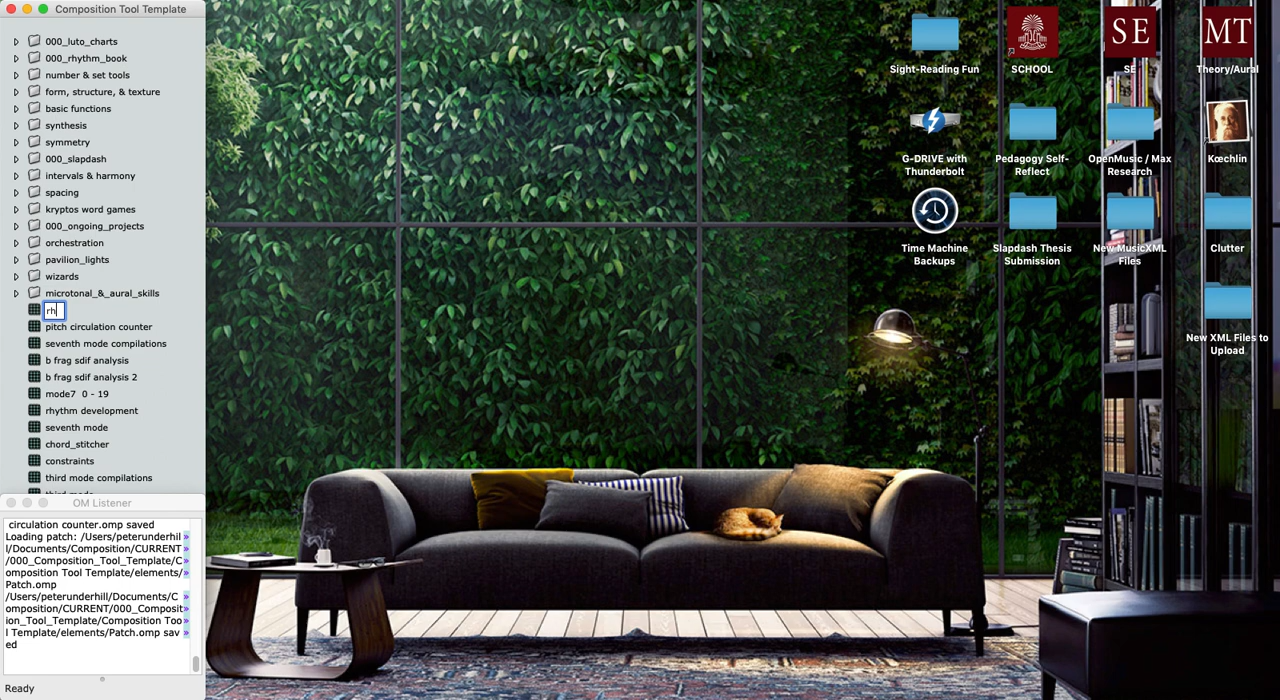 Composition Tool Template
000_luto_charts
000_rhythm_book
number & set tools
form, structure, & texture
basic functions
synthesis
symmetry
000_slapdash
intervals & harmony
spacing
kryptos word games
000_ongoing_projects
orchestration
pavilion_lights
wizards
microtonal_&_aural_skills
rh
pitch circulation counter
seventh mode compilations
b frag sdif analysis
b frag sdif analysis 2
mode7 0 - 19
rhythm development
seventh mode
chord_stitcher
constraints
third mode compilations
third mode
OM Listener
circulation counter.omp saved
Loading patch: /Users/peterunderhil
l/Documents/Composition/CURRENT
/000_Composition_Tool_Template/C
omposition Tool Template/elements/
Patch.omp
/Users/peterunderhill/Documents/C
omposition/CURRENT/000_Composit
ion_Tool_Template/Composition Too
l Template/elements/Patch.omp sav
ed
Ready
Sight-Reading Fun
SCHOOL
SE
SE
MT
Theory/Aural
G-DRIVE with
Thunderbolt
Pedagogy Self-
Reflect
OpenMusic / Max
Research
Kœchlin
Time Machine
Backups
Slapdash Thesis
Submission
New MusicXML
Files
Clutter
New XML Files to
Upload